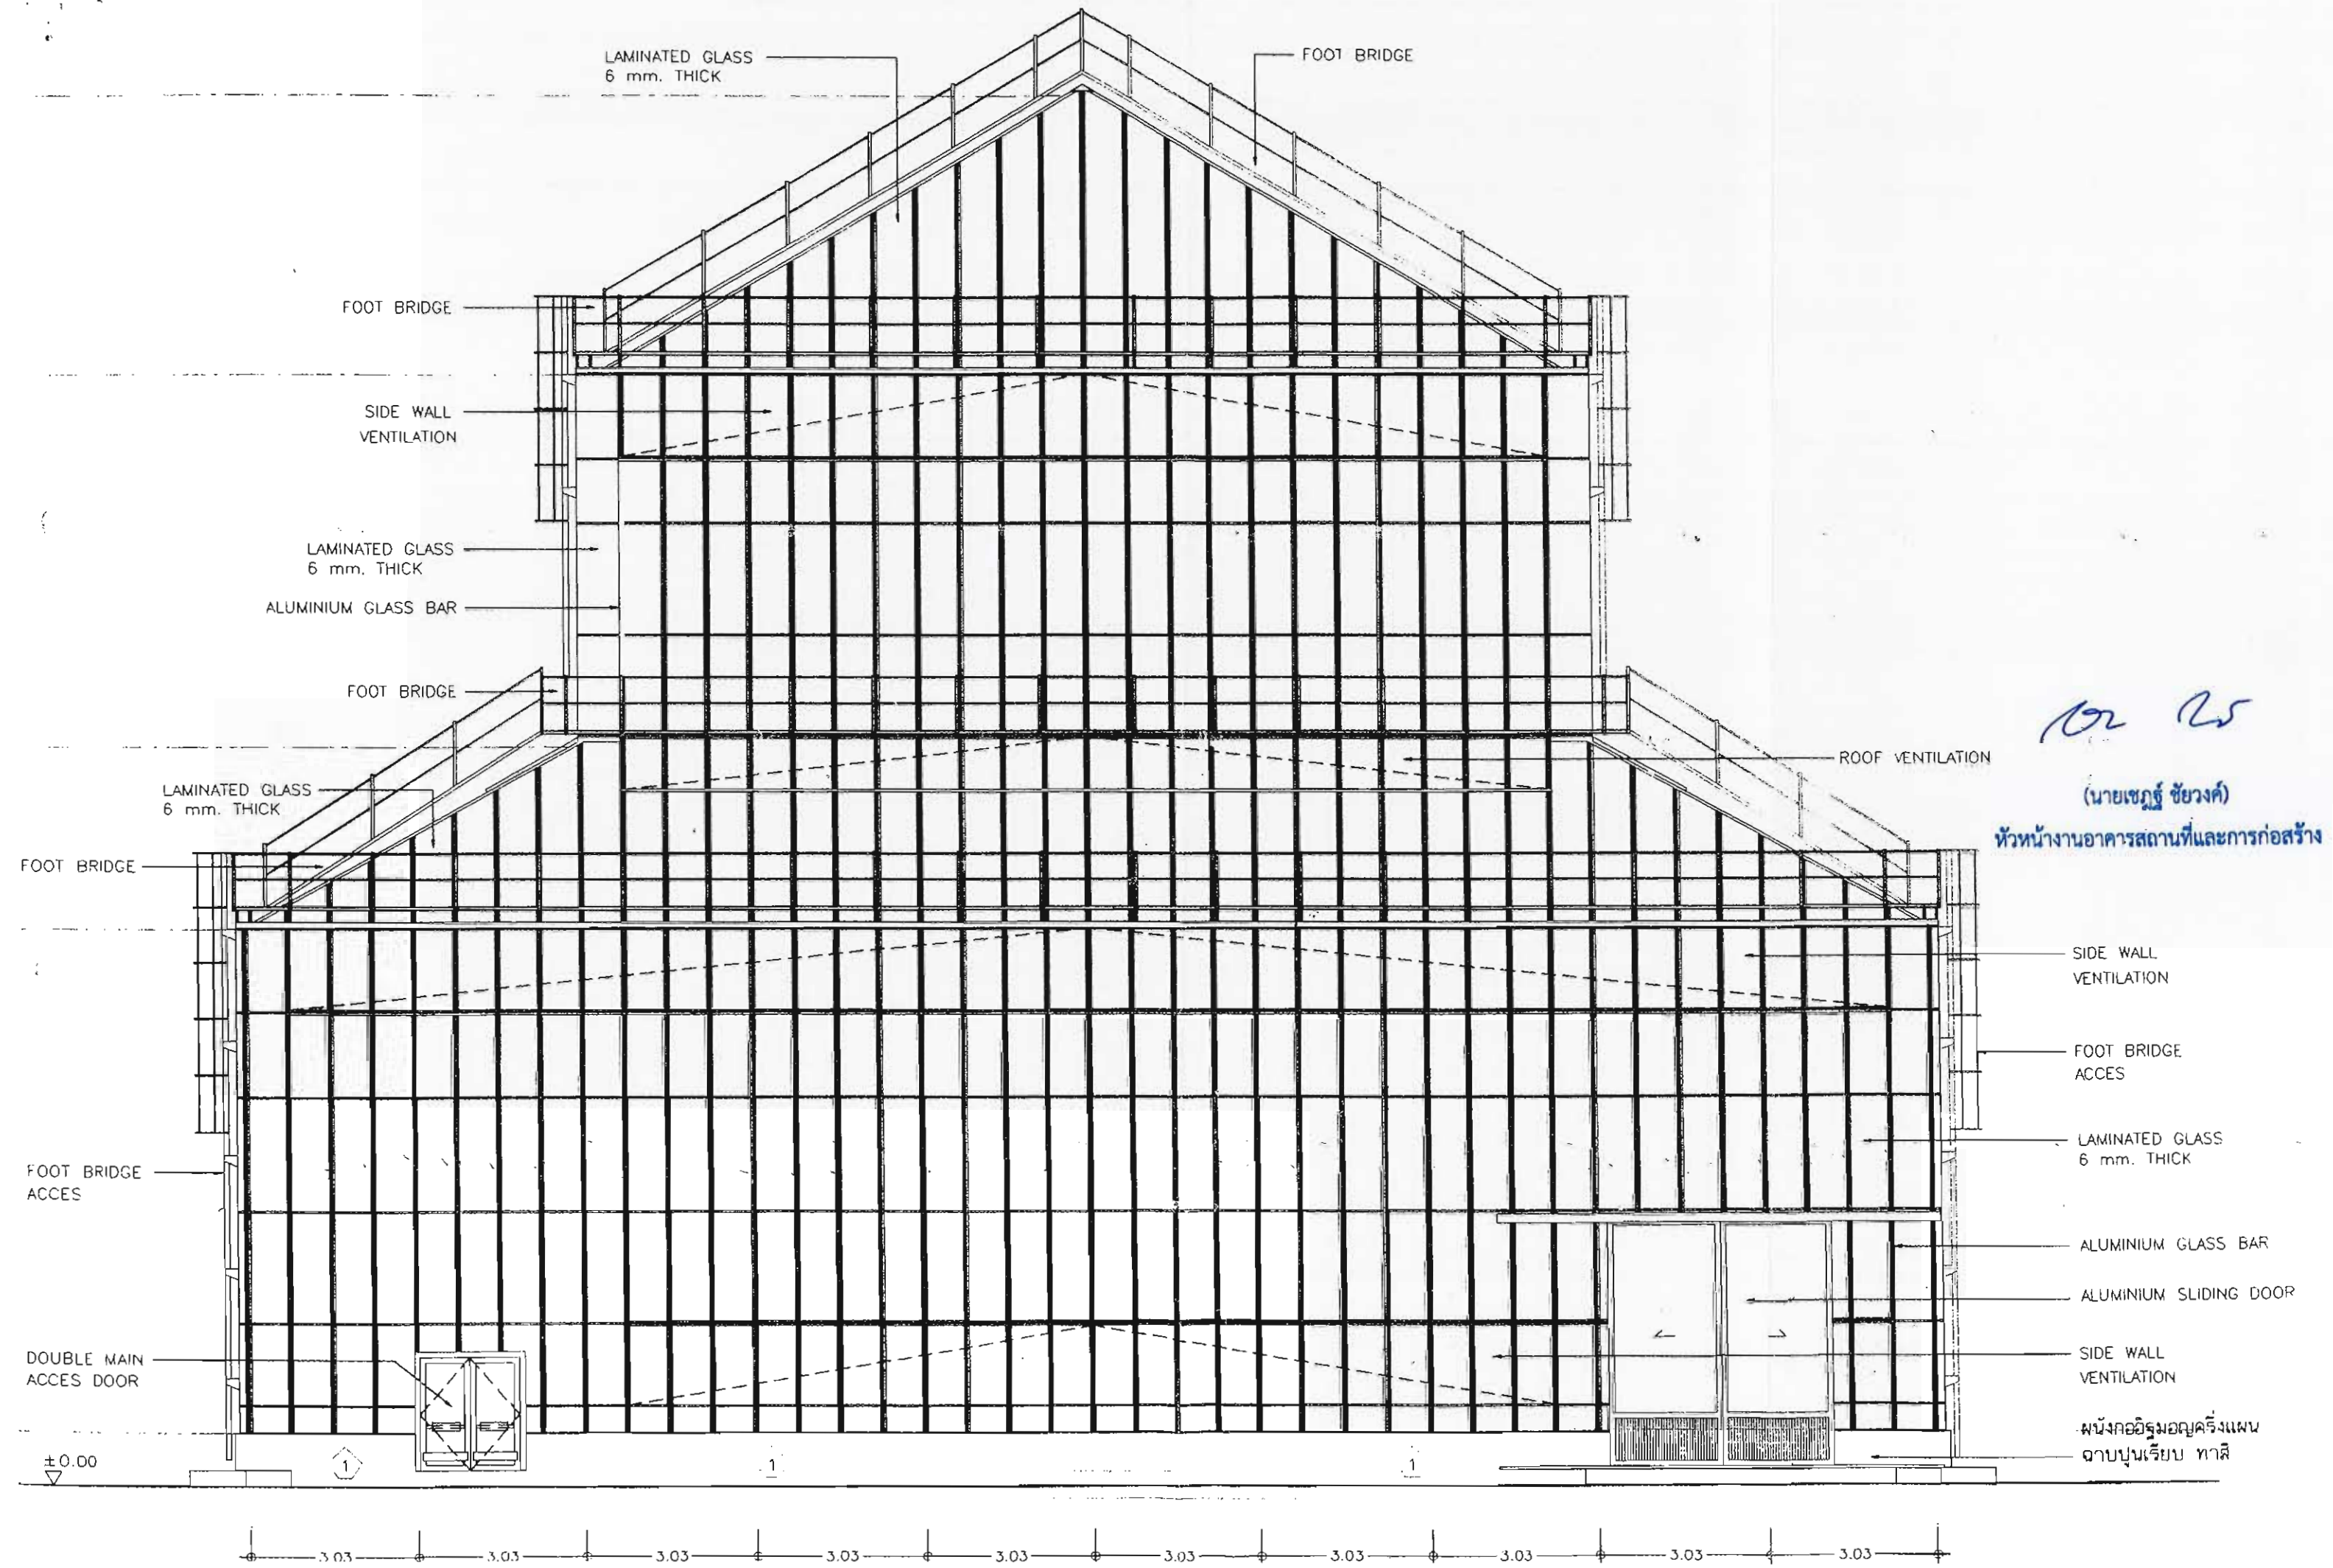 LAMINATED GLASS
6 mm. THICK
FOOT BRIDGE
FOOT BRIDGE
SIDE WALL
VENTILATION
LAMINATED GLASS
6 mm. THICK
ALUMINIUM GLASS BAR
FOOT BRIDGE
ROOF VENTILATION
(นายเชฎฐ์ ชัยวงค์)
หัวหน้างานอาคารสถานที่และการก่อสร้าง
LAMINATED GLASS
6 mm. THICK
FOOT BRIDGE
SIDE WALL
VENTILATION
FOOT BRIDGE
ACCES
LAMINATED GLASS
6 mm. THICK
FOOT BRIDGE
ACCES
ALUMINIUM GLASS BAR
ALUMINIUM SLIDING DOOR
DOUBLE MAIN
ACCES DOOR
SIDE WALL
VENTILATION
ผนังก่ออิฐมอญครึ่งแผ่น
ฉาบปูนเรียบ ทาสี
±0.00
1 1 1
3.03 3.03 3.03 3.03 3.03 3.03 3.03 3.03 3.03 3.03